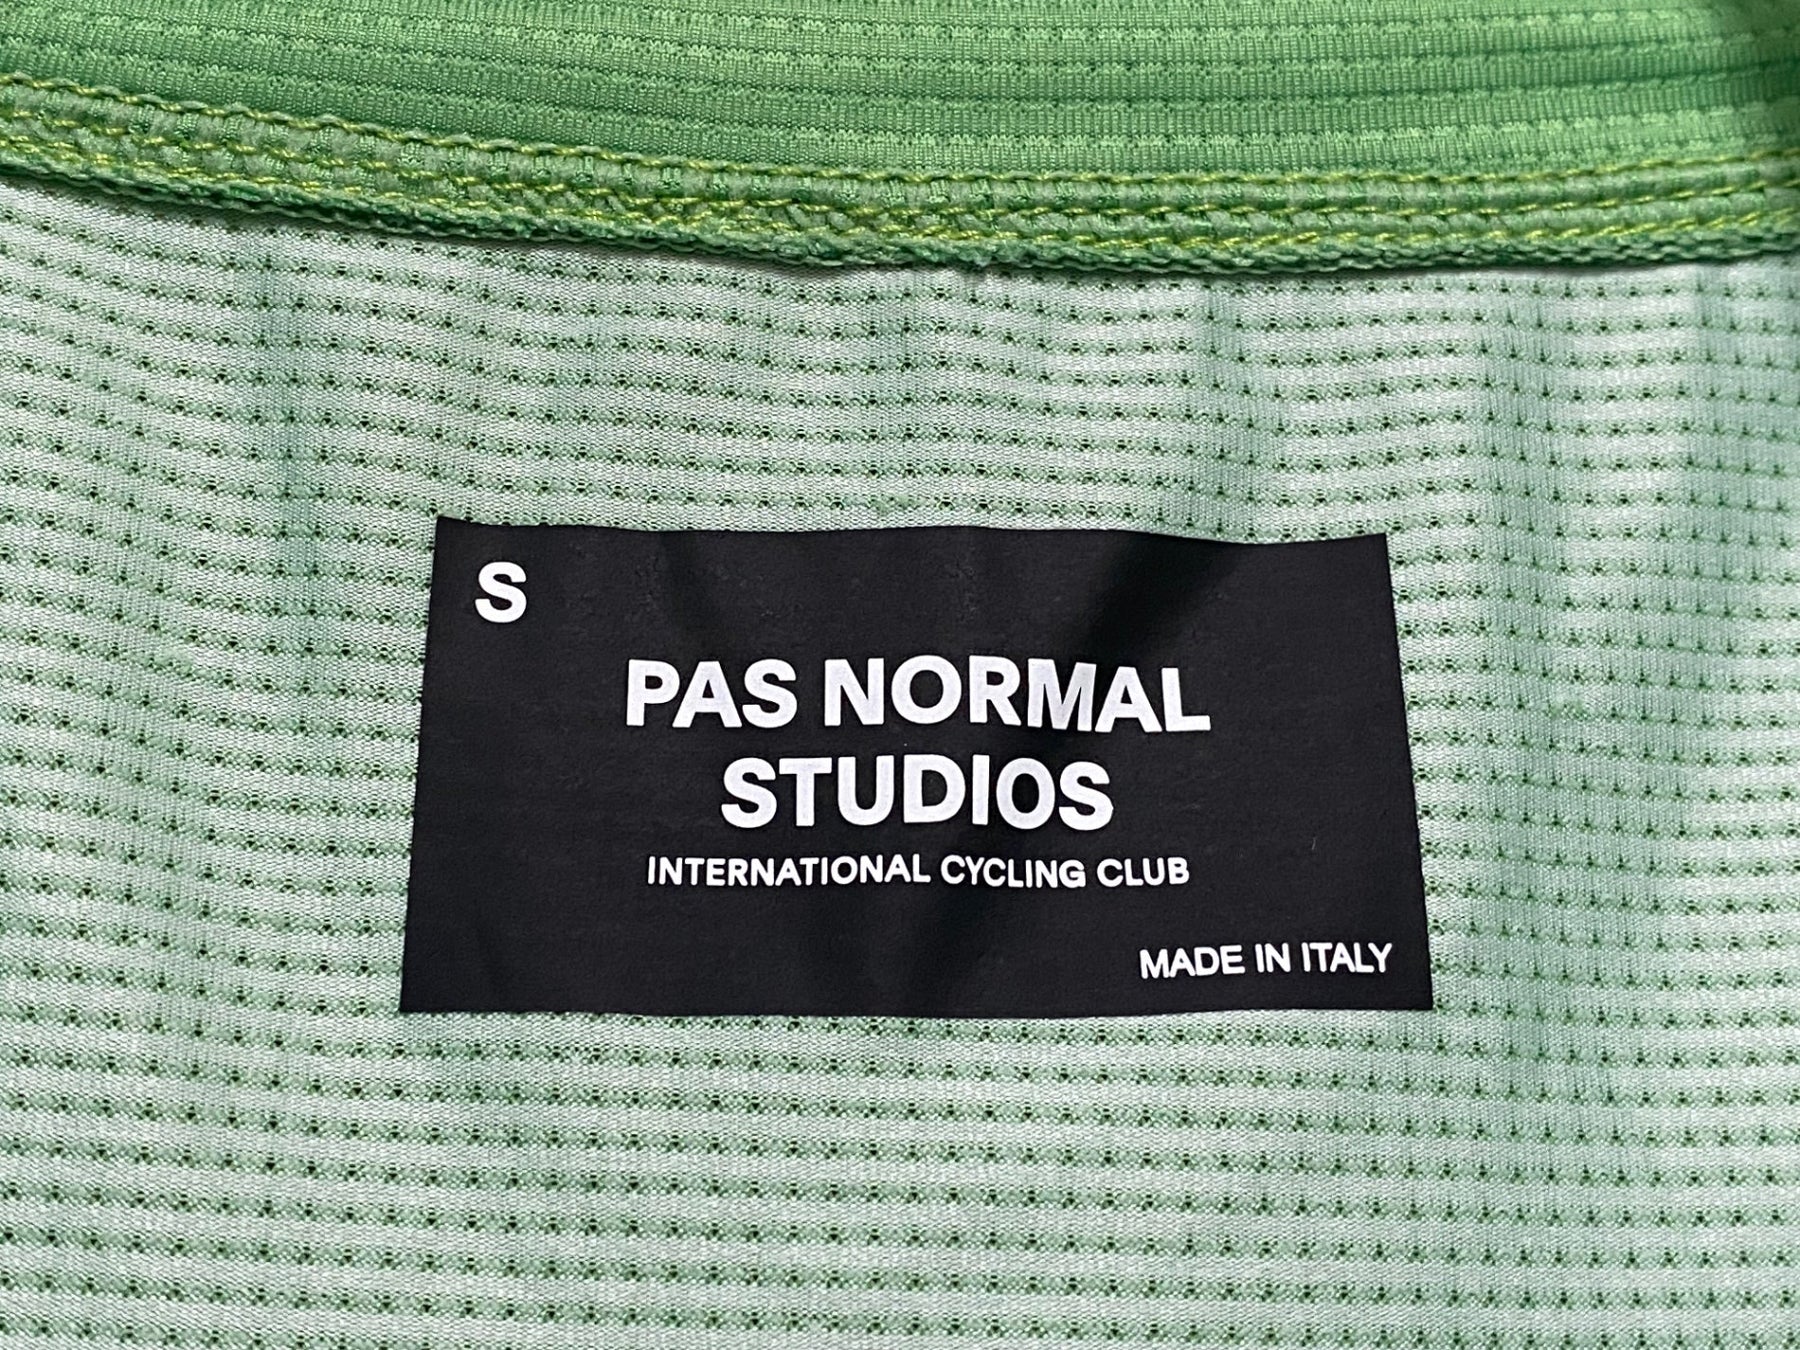 S
PAS NORMAL
STUDIOS
INTERNATIONAL CYCLING CLUB
MADE IN ITALY